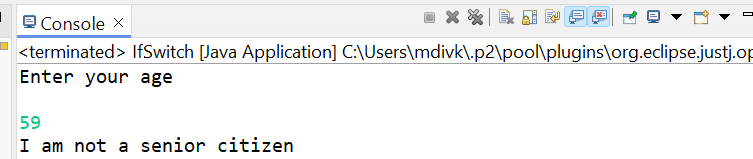 Console
<terminated> IfSwitch [Java Application] C:\Users\mdivk\.p2\pool\plugins\org.eclipse.justj.op
Enter your age
59
I am not a senior citizen